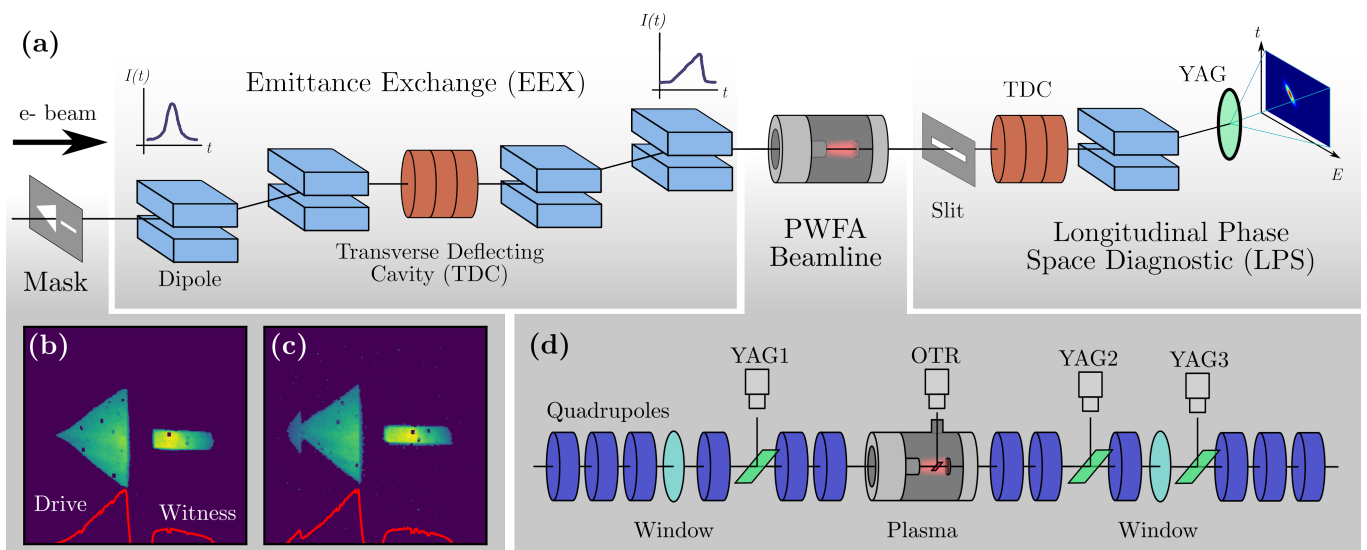 (a)
I(t)
t
e- beam
Mask
Emittance Exchange (EEX)
I(t)
t
Dipole
Transverse Deflecting
Cavity (TDC)
PWFA
Beamline
TDC
YAG
t
E
Slit
Longitudinal Phase
Space Diagnostic (LPS)
(b)
Drive
Witness
(c)
(d)
YAG1
OTR
YAG2
YAG3
Quadrupoles
Window
Plasma
Window